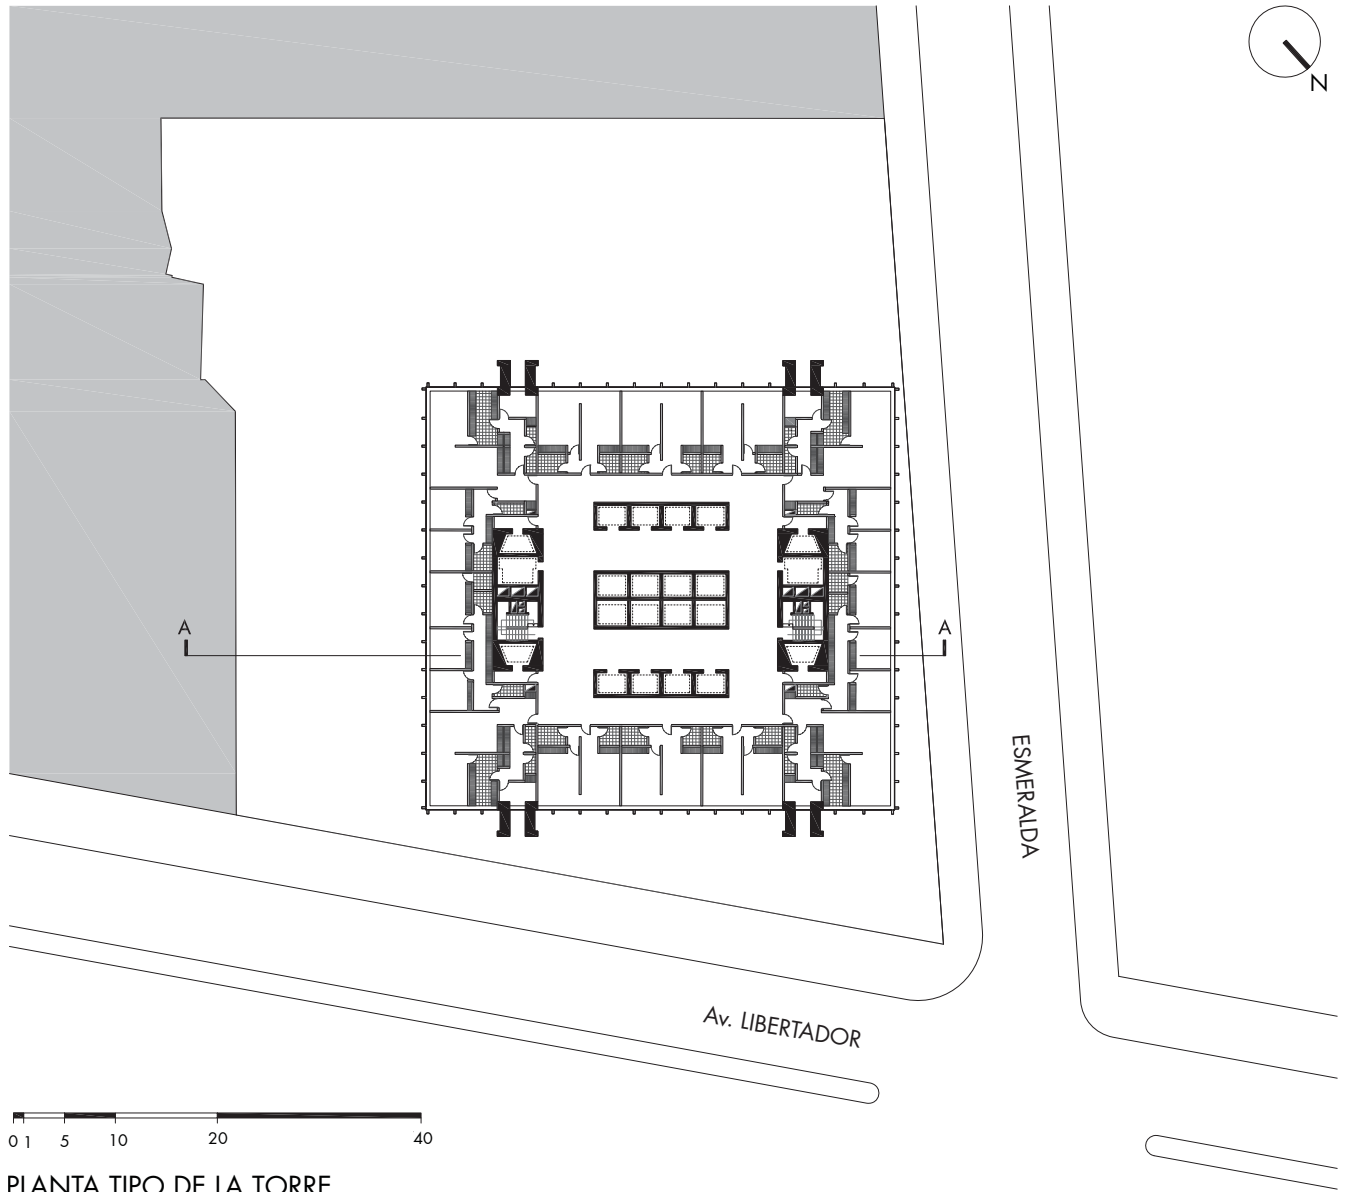 N
A
A
ESMERALDA
Av. LIBERTADOR
0 1 5 10 20 40
PLANTA TIPO DE LA TORRE